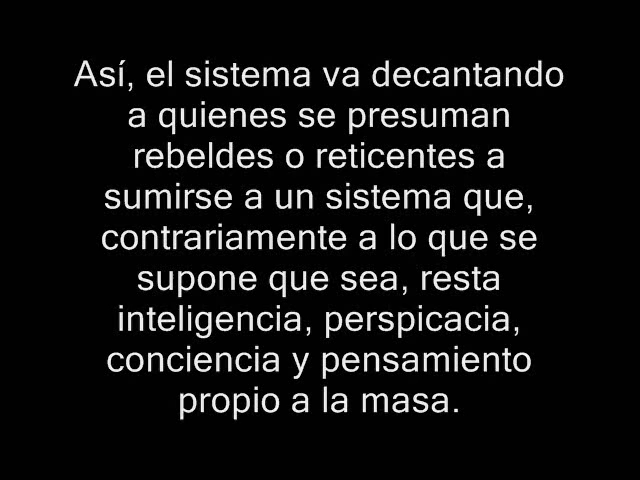 Así, el sistema va decantando
a quienes se presuman
rebeldes o reticentes a
sumirse a un sistema que,
contrariamente a lo que se
supone que sea, resta
inteligencia, perspicacia,
conciencia y pensamiento
propio a la masa.